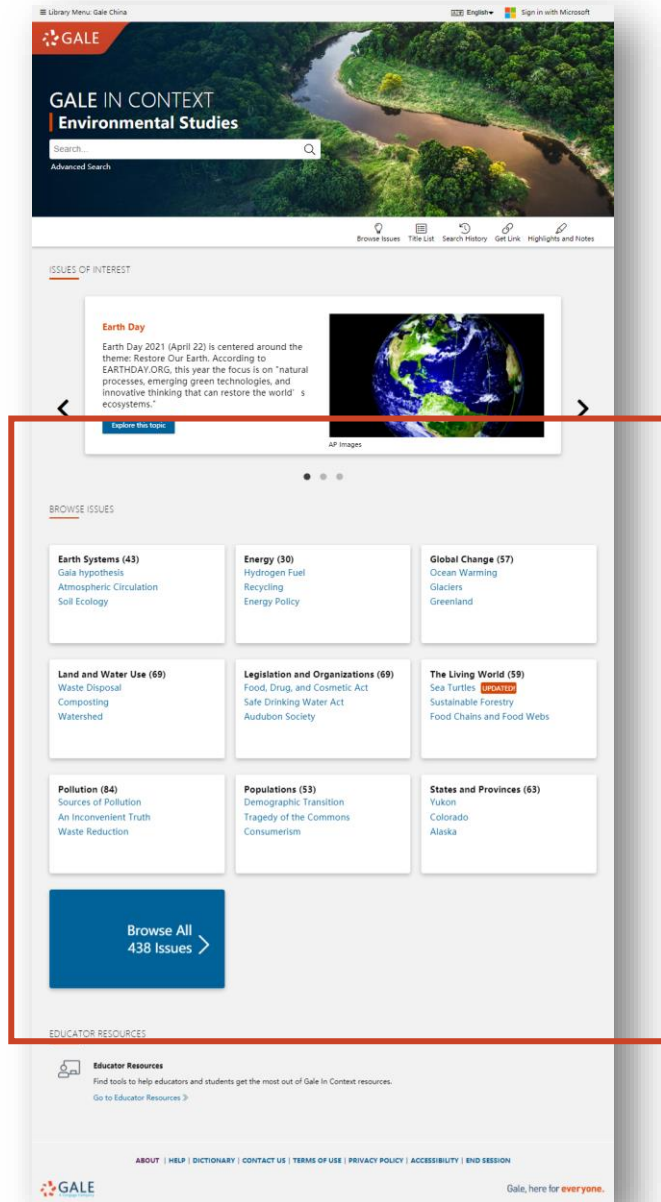 Library Menu: Gale China
English
Sign in with Microsoft
GALE
GALE IN CONTEXT
Environmental Studies
Search...
Advanced Search
Browse Issues
Title List
Search History
Get Link
Highlights and Notes
ISSUES OF INTEREST
Earth Day
Earth Day 2021 (April 22) is centered around the
theme: Restore Our Earth. According to
EARTHDAY.ORG, this year the focus is on "natural
processes, emerging green technologies, and
innovative thinking that can restore the world' s
ecosystems."
Explore this topic
AP Images
BROWSE ISSUES
Earth Systems (43)
Gaia hypothesis
Atmospheric Circulation
Soil Ecology
Energy (30)
Hydrogen Fuel
Recycling
Energy Policy
Global Change (57)
Ocean Warming
Glaciers
Greenland
Land and Water Use (69)
Waste Disposal
Composting
Watershed
Legislation and Organizations (69)
Food, Drug, and Cosmetic Act
Safe Drinking Water Act
Audubon Society
The Living World (59)
Sea Turtles UPDATED!
Sustainable Forestry
Food Chains and Food Webs
Pollution (84)
Sources of Pollution
An Inconvenient Truth
Waste Reduction
Populations (53)
Demographic Transition
Tragedy of the Commons
Consumerism
States and Provinces (63)
Yukon
Colorado
Alaska
Browse All
438 Issues
EDUCATOR RESOURCES
Educator Resources
Find tools to help educators and students get the most out of Gale In Context resources.
Go to Educator Resources »
ABOUT | HELP | DICTIONARY | CONTACT US | TERMS OF USE | PRIVACY POLICY | ACCESSIBILITY | END SESSION
GALE
Gale, here for everyone.